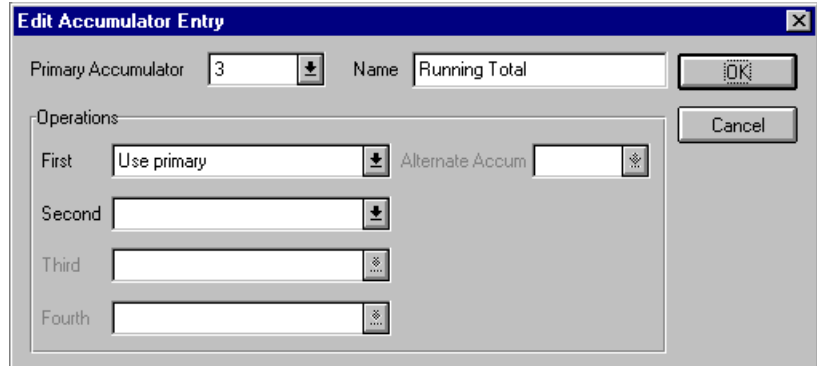 Edit Accumulator Entry
Primary Accumulator 3 Name Running Total OK
Operations Cancel
First Use primary Alternate Accum
Second
Third
Fourth